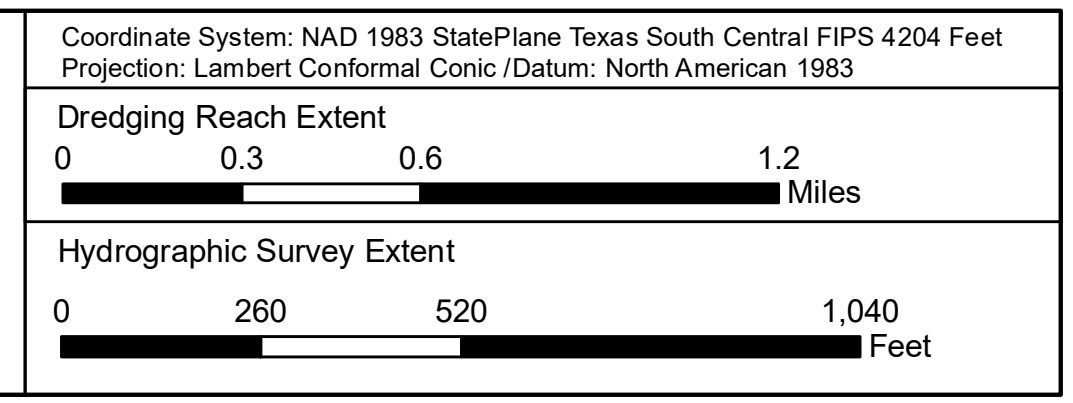 Coordinate System: NAD 1983 StatePlane Texas South Central FIPS 4204 Feet
Projection: Lambert Conformal Conic /Datum: North American 1983
Dredging Reach Extent
0 0.3 0.6 1.2
Miles
Hydrographic Survey Extent
0 260 520 1,040
Feet